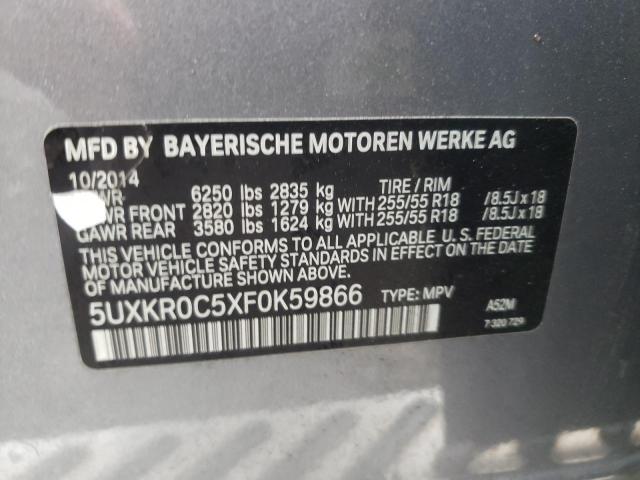 MFD BY BAYERISCHE MOTOREN WERKE AG
10/2014 TIRE / RIM
6250 lbs 2835 kg
FRONT 2820 lbs 1279 kg WITH 255/55 R18 /8.5J x 18
GAWR REAR 3580 lbs 1624 kg WITH 255/55 R18 /8.5J x 18
THIS VEHICLE CONFORMS TO ALL APPLICABLE U. S. FEDERAL
MOTOR VEHICLE SAFETY STANDARDS IN EFFECT ON THE DATE
OF MANUFACTURE SHOWN ABOVE.
5UXKR0C5XF0K59866 TYPE: MPV A52M
7 320 729